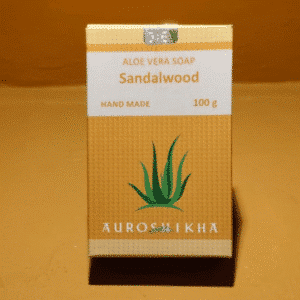 ALOE VERA SOAP
Sandalwood
HAND MADE 100 g
AUROSHIKHA